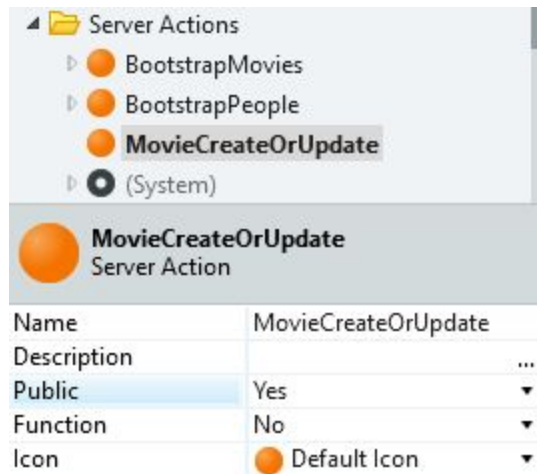 Server Actions
BootstrapMovies
BootstrapPeople
MovieCreateOrUpdate
(System)
MovieCreateOrUpdate
Server Action
Name MovieCreateOrUpdate
Description ...
Public Yes
Function No
Icon Default Icon